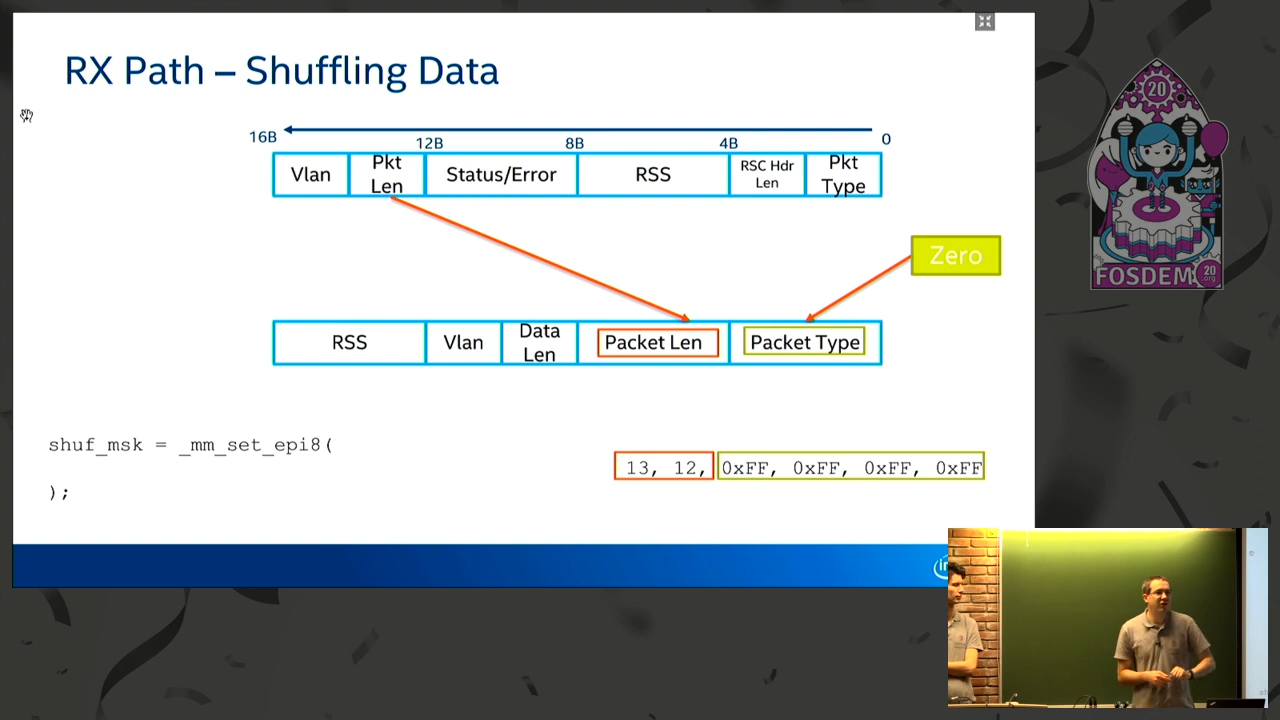 RX Path – Shuffling Data
16B
12B
8B
4B
0
Vlan
Pkt
Len
Status/Error
RSS
RSC Hdr
Len
Pkt
Type
Zero
RSS
Vlan
Data
Len
Packet Len
Packet Type
shuf_msk = _mm_set_epi8(
13, 12, 0xFF, 0xFF, 0xFF, 0xFF
);
20
FOSDEM
20
.org